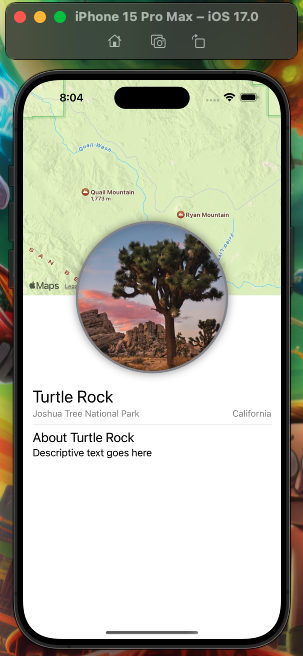 iPhone 15 Pro Max – iOS 17.0
8:04
Quail Wash
Quail Mountain
1,773 m
Ryan Mountain
Maps
Turtle Rock
Joshua Tree National Park
California
About Turtle Rock
Descriptive text goes here